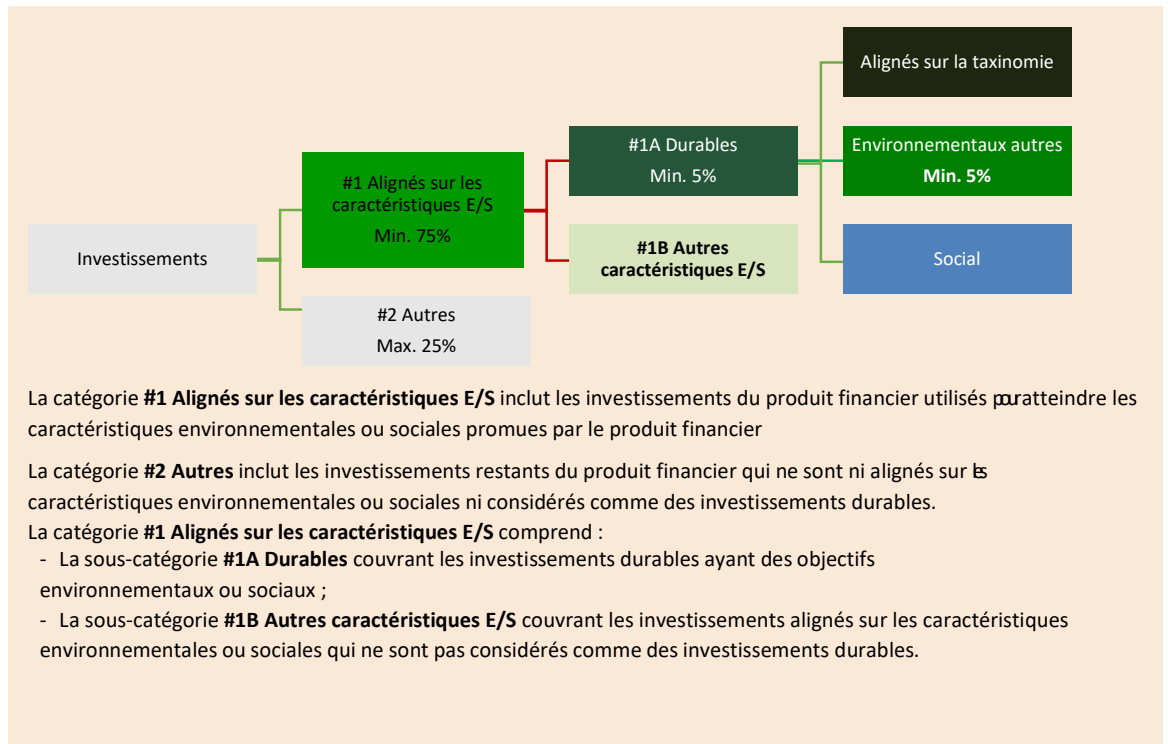 Investissements
#1 Alignés sur les
caractéristiques E/S
Min. 75%
#2 Autres
Max. 25%
#1A Durables
Min. 5%
#1B Autres
caractéristiques E/S
Alignés sur la taxinomie
Environnementaux autres
Min. 5%
Social
La catégorie #1 Alignés sur les caractéristiques E/S inclut les investissements du produit financier utilisés pouratteindre les
caractéristiques environnementales ou sociales promues par le produit financier
La catégorie #2 Autres inclut les investissements restants du produit financier qui ne sont ni alignés sur les
caractéristiques environnementales ou sociales ni considérés comme des investissements durables.
La catégorie #1 Alignés sur les caractéristiques E/S comprend :
- La sous-catégorie #1A Durables couvrant les investissements durables ayant des objectifs
environnementaux ou sociaux ;
- La sous-catégorie #1B Autres caractéristiques E/S couvrant les investissements alignés sur les caractéristiques
environnementales ou sociales qui ne sont pas considérés comme des investissements durables.